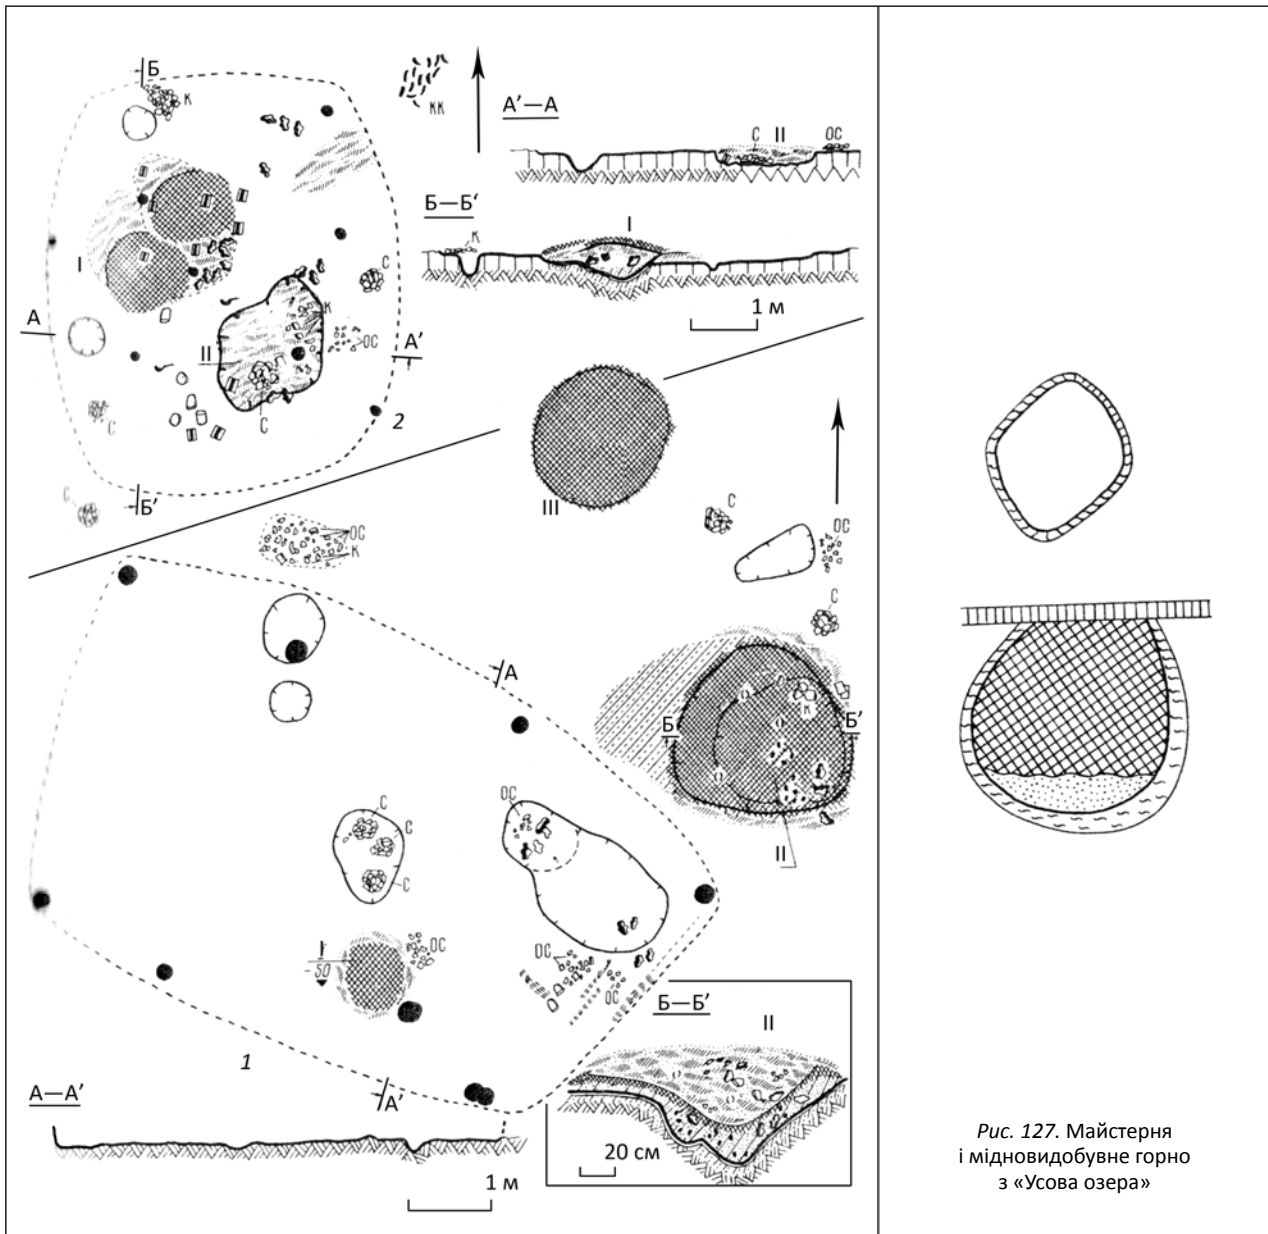 Б
К
КК
А'—А
С
II
ОС
Б—Б'
К
I
1 м
I
С
А
К
ОС
А'
II
С
С
2
С
Б'
III
ОС
К
С
ОС
С
А
Б
К
Б'
II
ОС
С
С
С
I
-50
ОС
ОС
ОС
Б—Б'
II
20 см
1
А'
А—А'
1 м
Рис. 127. Майстерня
і мідновидобувне горно
з «Усова озера»